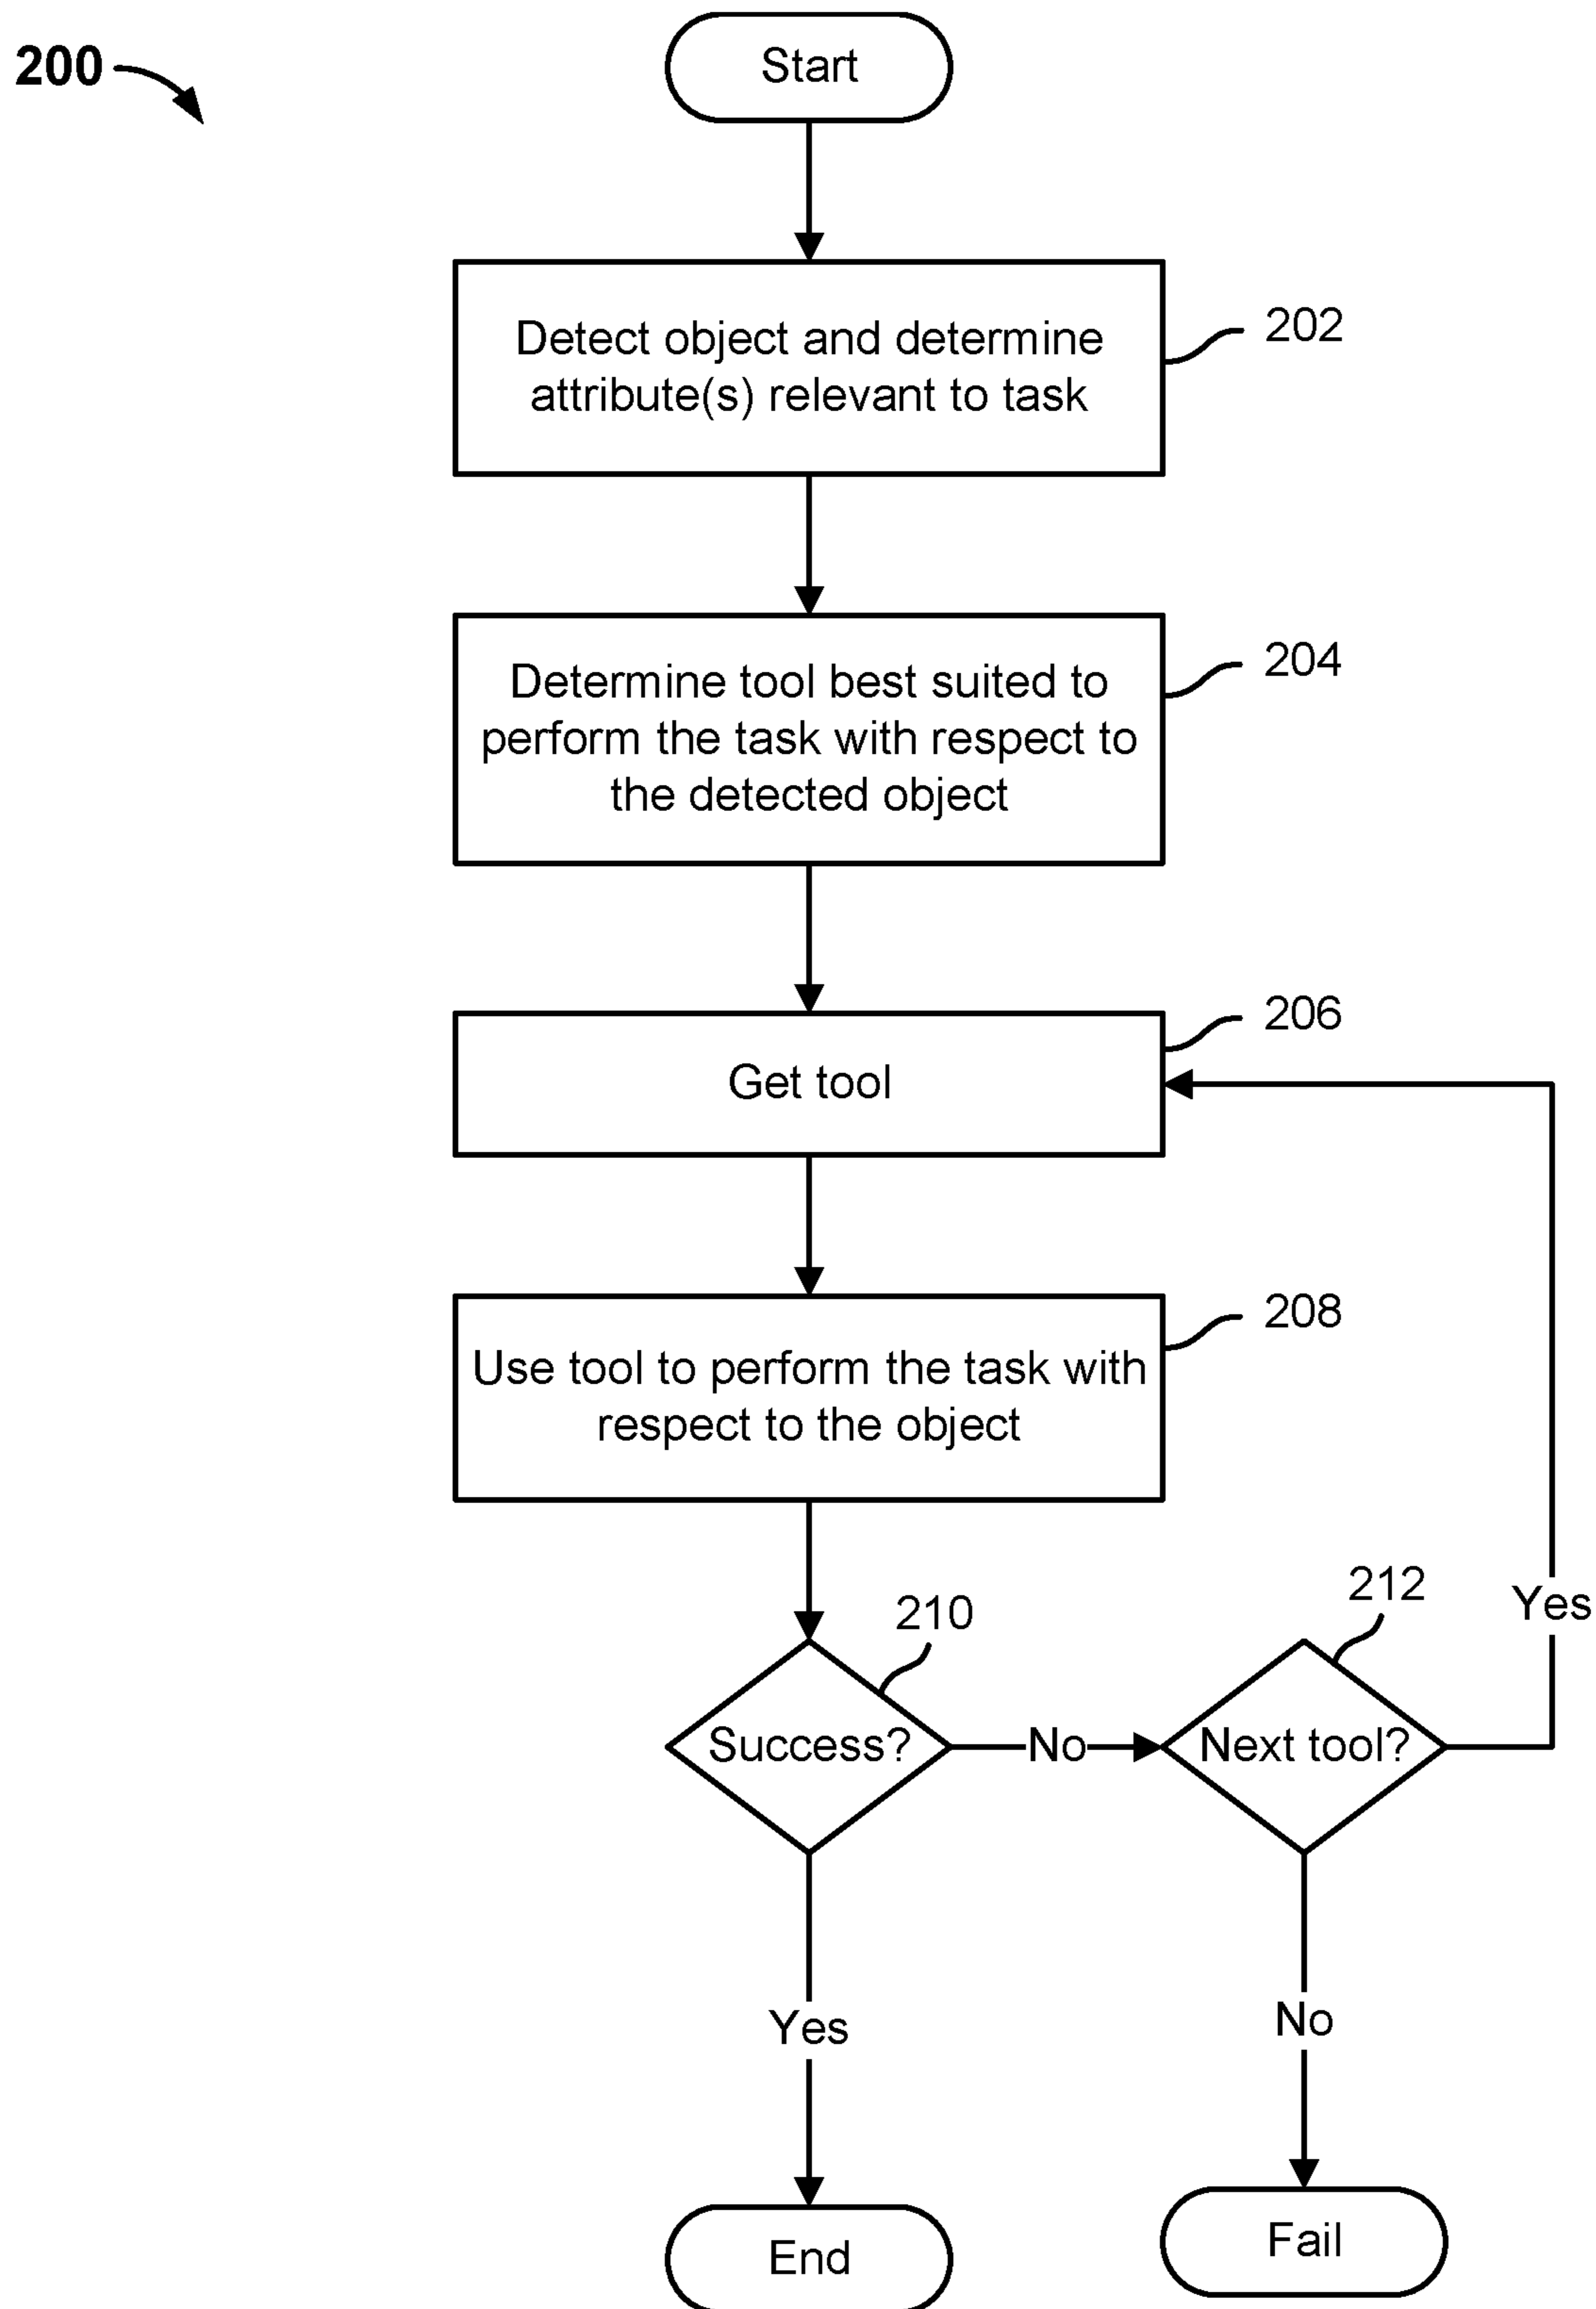 200
Start
Detect object and determine
attribute(s) relevant to task
202
Determine tool best suited to
perform the task with respect to
the detected object
204
Get tool
206
Use tool to perform the task with
respect to the object
208
Success?
210
No
Next tool?
212
Yes
Yes
No
End
Fail